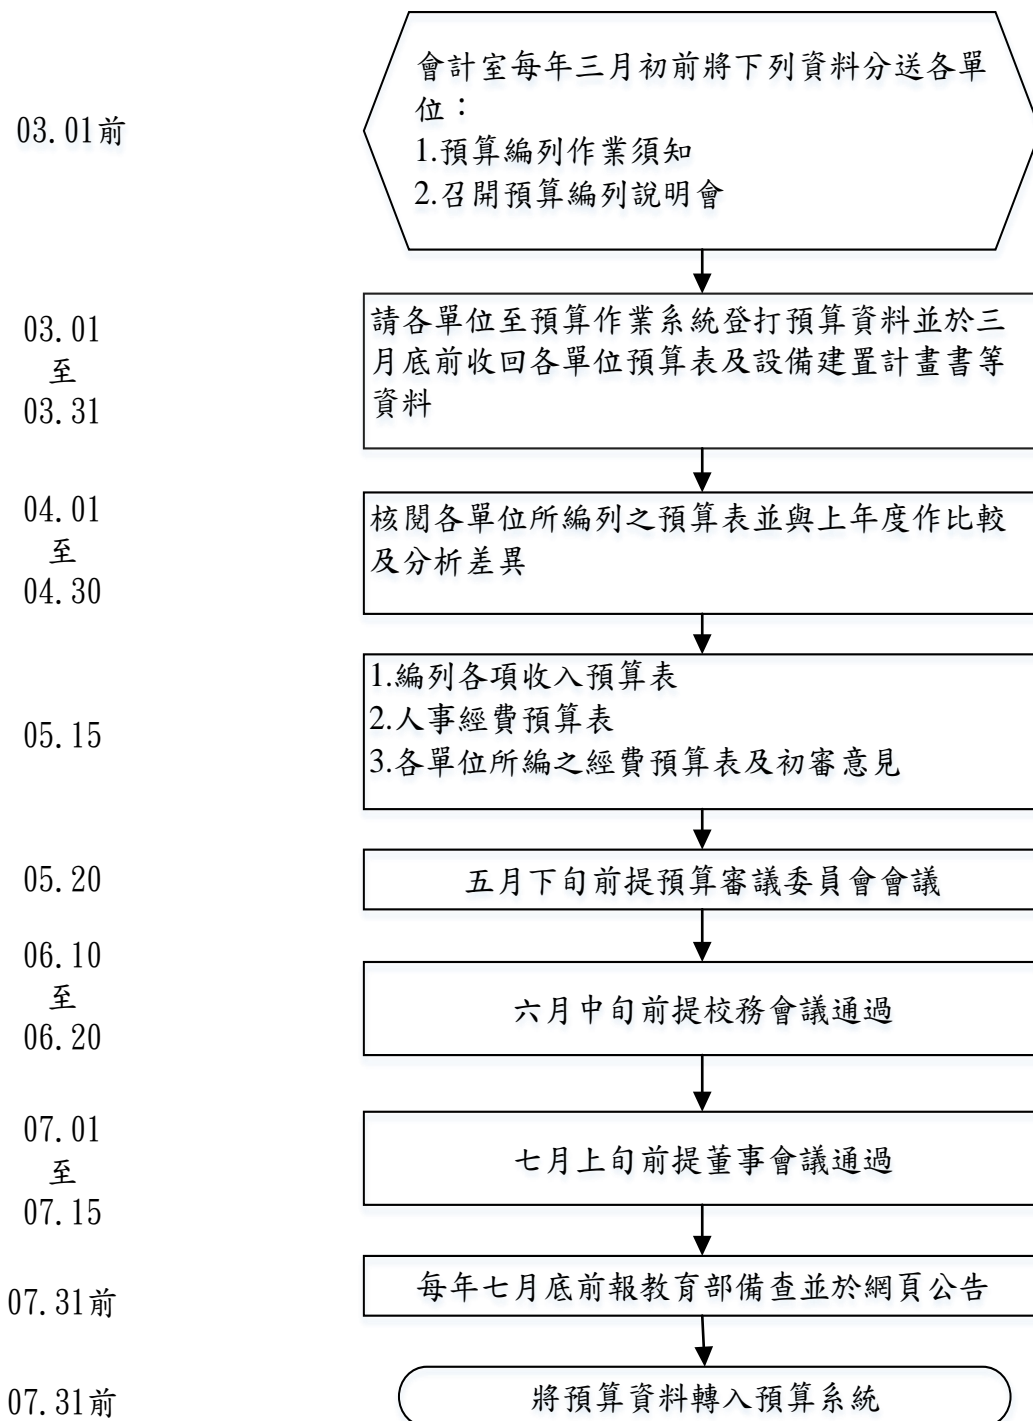 03.01前
會計室每年三月初前將下列資料分送各單
位：
1.預算編列作業須知
2.召開預算編列說明會
03.01
至
03.31
請各單位至預算作業系統登打預算資料並於三
月底前收回各單位預算表及設備建置計畫書等
資料
04.01
至
04.30
核閱各單位所編列之預算表並與上年度作比較
及分析差異
05.15
1.編列各項收入預算表
2.人事經費預算表
3.各單位所編之經費預算表及初審意見
05.20
五月下旬前提預算審議委員會會議
06.10
至
06.20
六月中旬前提校務會議通過
07.01
至
07.15
七月上旬前提董事會議通過
07.31前
每年七月底前報教育部備查並於網頁公告
07.31前
將預算資料轉入預算系統